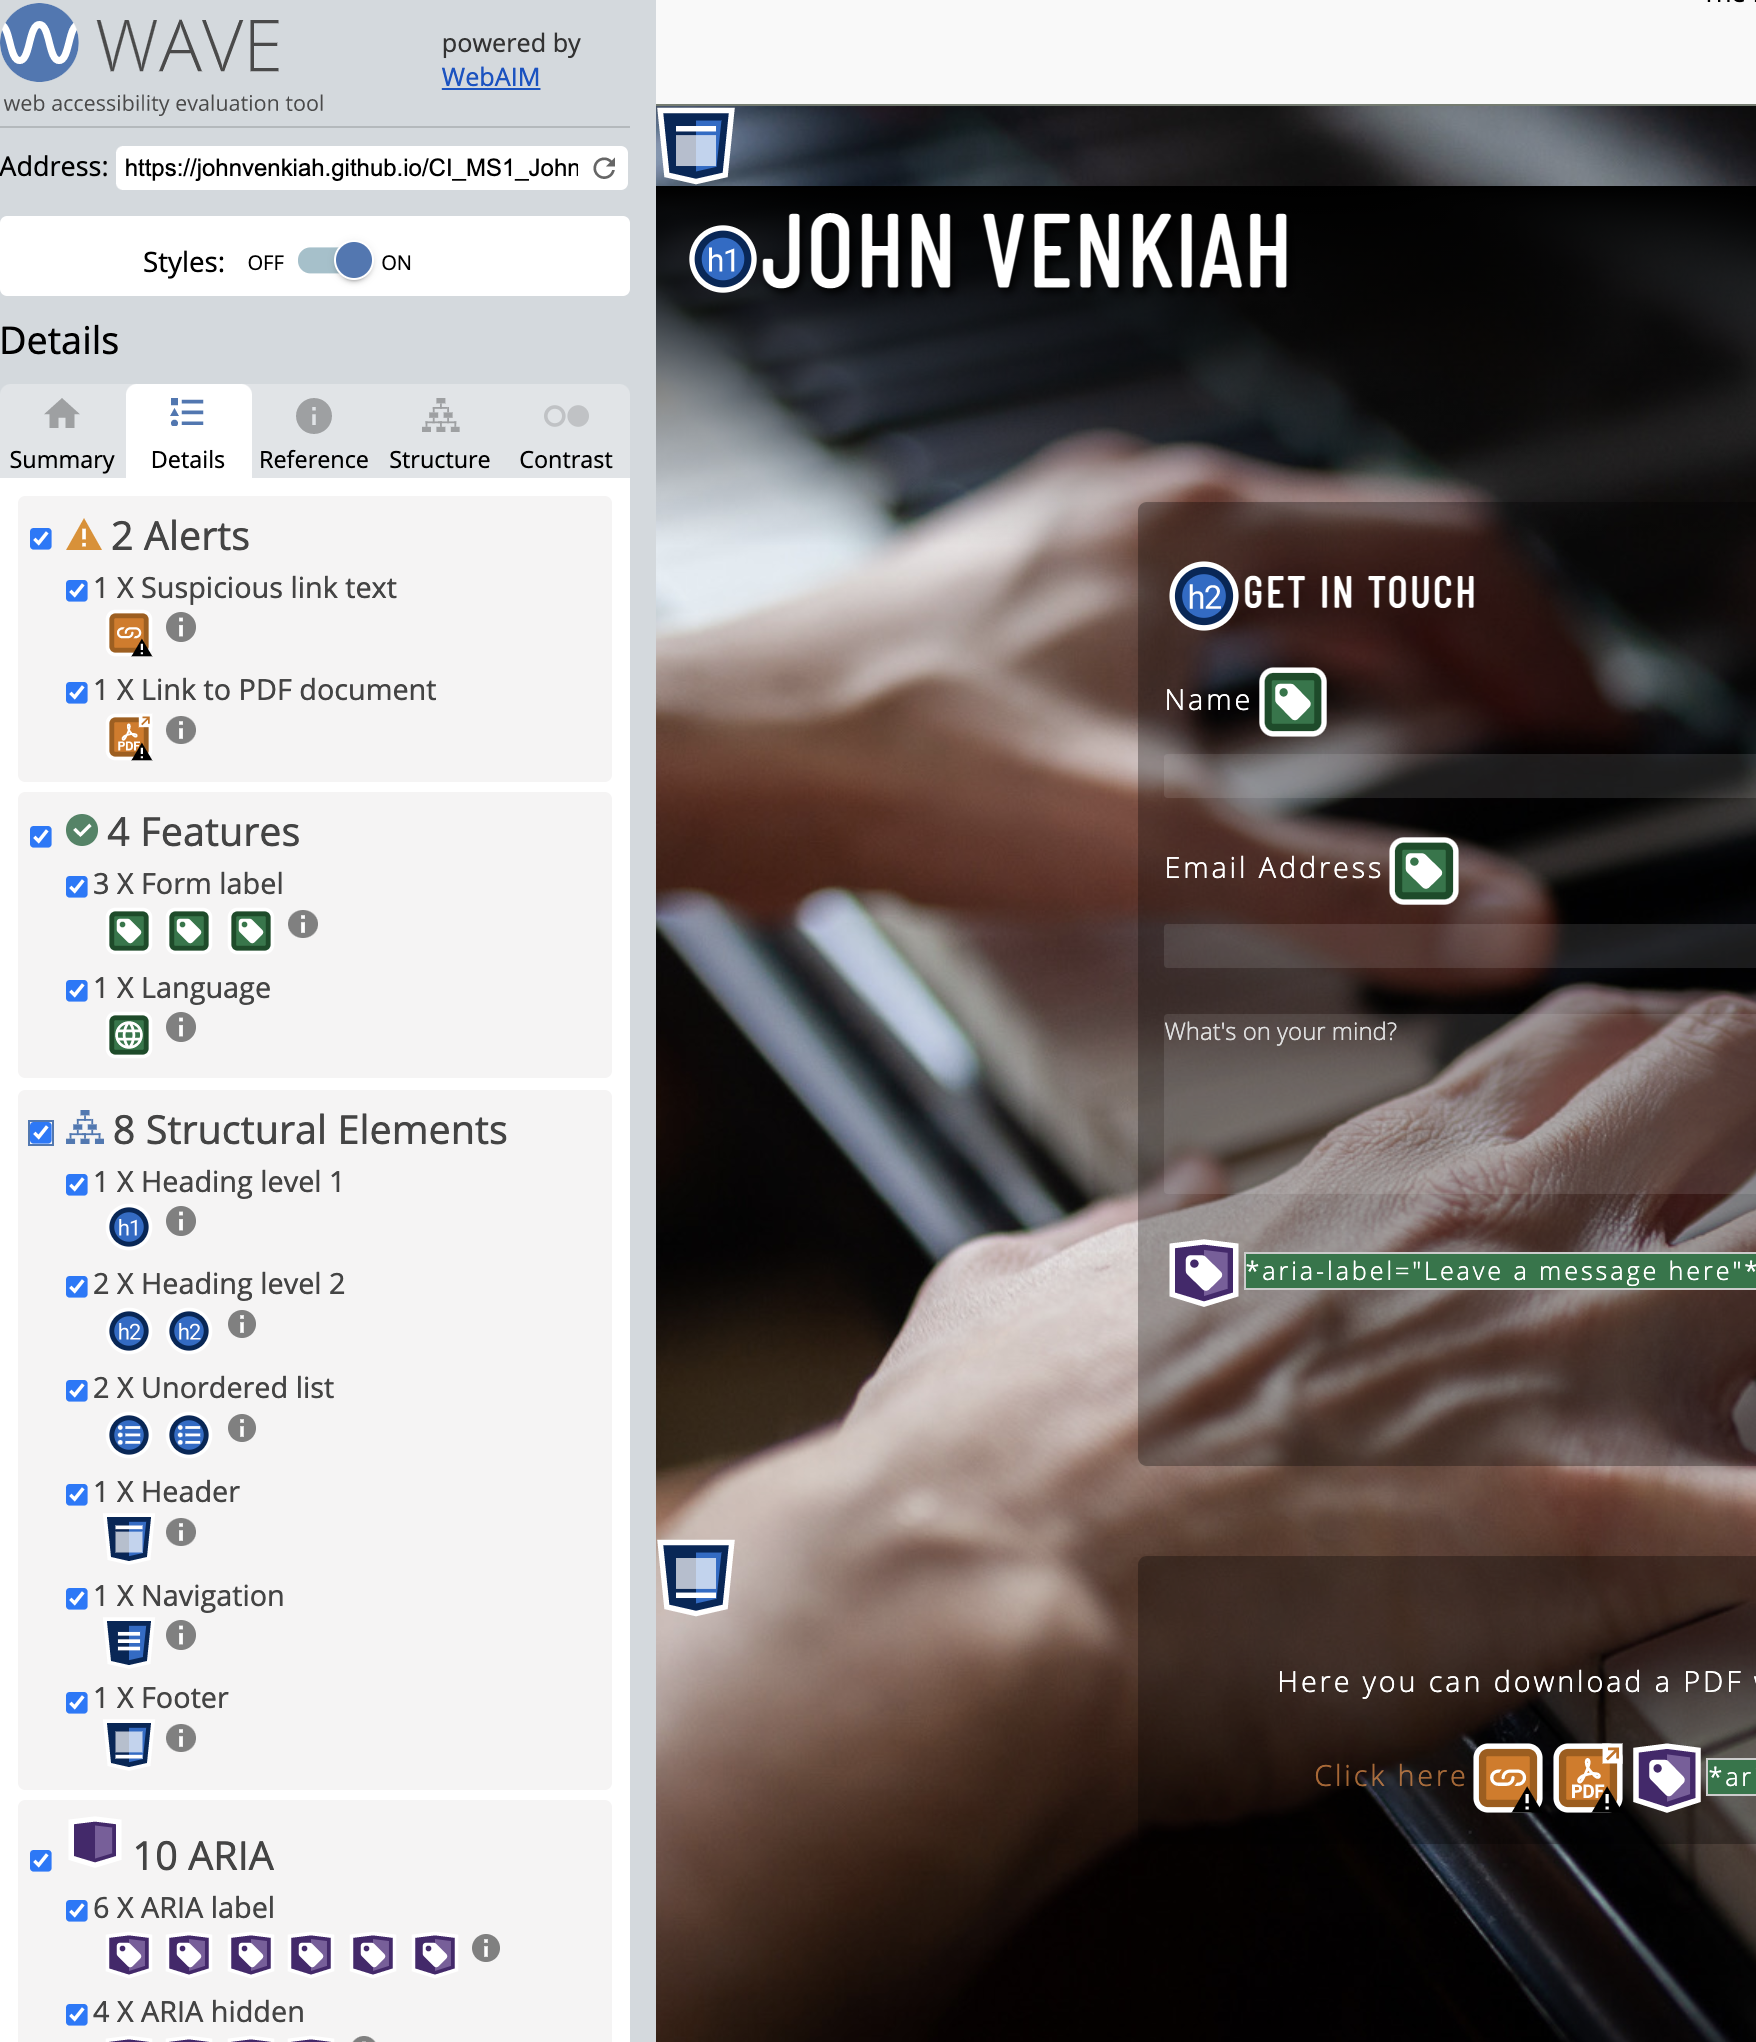 WAVE
powered by
WebAIM
web accessibility evaluation tool
Address: https://johnvenkiah.github.io/CI_MS1_John
Styles: OFF ON
Details
Summary Details Reference Structure Contrast
2 Alerts
1 X Suspicious link text
1 X Link to PDF document
PDF
4 Features
3 X Form label
1 X Language
8 Structural Elements
1 X Heading level 1
h1
2 X Heading level 2
h2 h2
2 X Unordered list
1 X Header
1 X Navigation
1 X Footer
10 ARIA
6 X ARIA label
4 X ARIA hidden
h1 JOHN VENKIAH
h2 GET IN TOUCH
Name
Email Address
What's on your mind?
*aria-label="Leave a message here"*
Here you can download a PDF
Click here PDF *ar